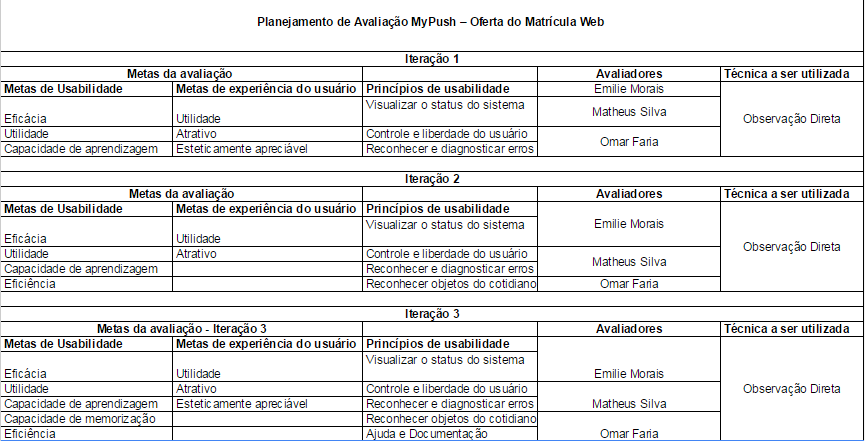 Planejamento de Avaliação MyPush – Oferta do Matrícula Web
Iteração 1
Metas da avaliação Avaliadores Técnica a ser utilizada
Metas de Usabilidade Metas de experiência do usuário Princípios de usabilidade Emilie Morais
Visualizar o status do sistema
Matheus Silva
Eficácia Utilidade Observação Direta
Utilidade Atrativo Controle e liberdade do usuário
Omar Faria
Capacidade de aprendizagem Esteticamente apreciável Reconhecer e diagnosticar erros
Iteração 2
Metas da avaliação Avaliadores Técnica a ser utilizada
Metas de Usabilidade Metas de experiência do usuário Princípios de usabilidade
Visualizar o status do sistema Emilie Morais
Eficácia Utilidade
Observação Direta
Utilidade Atrativo Controle e liberdade do usuário
Matheus Silva
Capacidade de aprendizagem Reconhecer e diagnosticar erros
Eficiência Reconhecer objetos do cotidiano Omar Faria
Iteração 3
Metas da avaliação - Iteração 3 Avaliadores Técnica a ser utilizada
Metas de Usabilidade Metas de experiência do usuário Princípios de usabilidade
Visualizar o status do sistema
Eficácia Utilidade Emilie Morais
Utilidade Atrativo Controle e liberdade do usuário Observação Direta
Capacidade de aprendizagem Esteticamente apreciável Reconhecer e diagnosticar erros Matheus Silva
Capacidade de memorização Reconhecer objetos do cotidiano
Eficiência Ajuda e Documentação Omar Faria